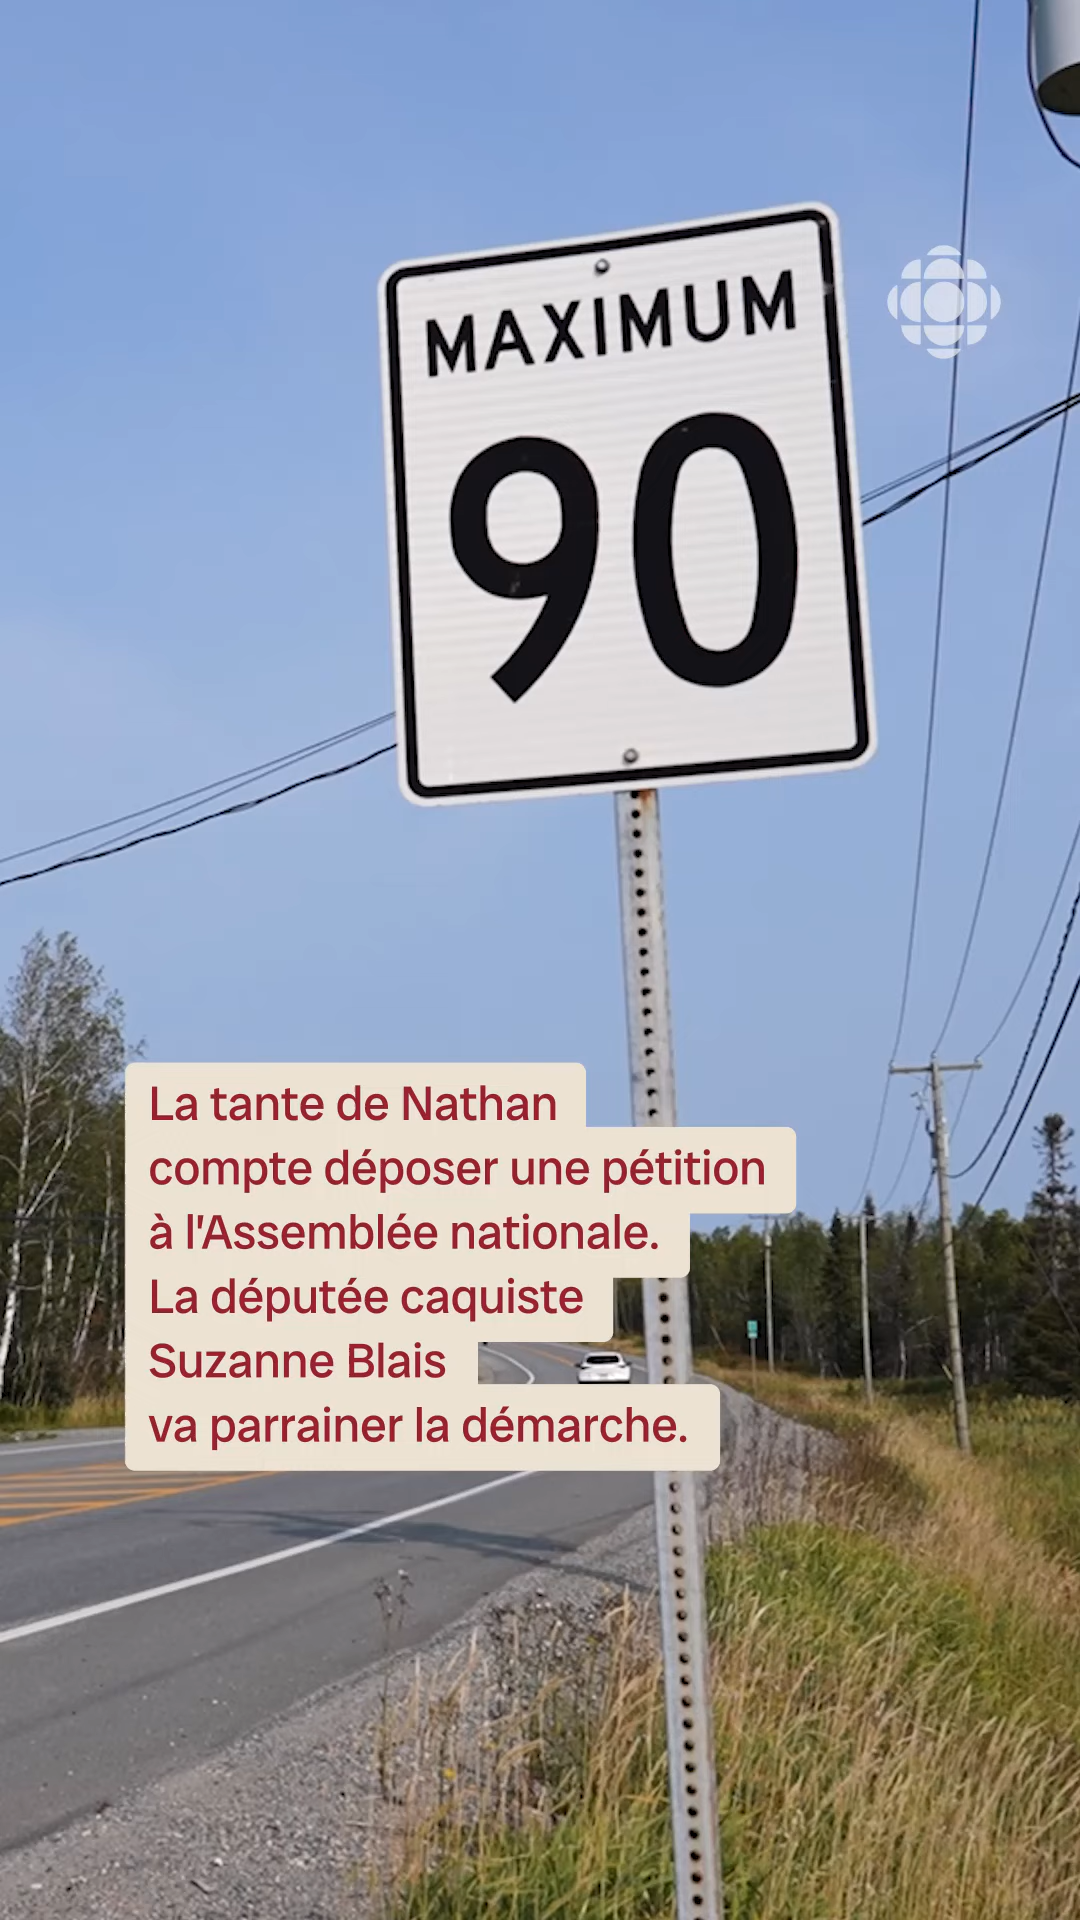 MAXIMUM
90
La tante de Nathan
compte déposer une pétition
à l'Assemblée nationale.
La députée caquiste
Suzanne Blais
va parrainer la démarche.